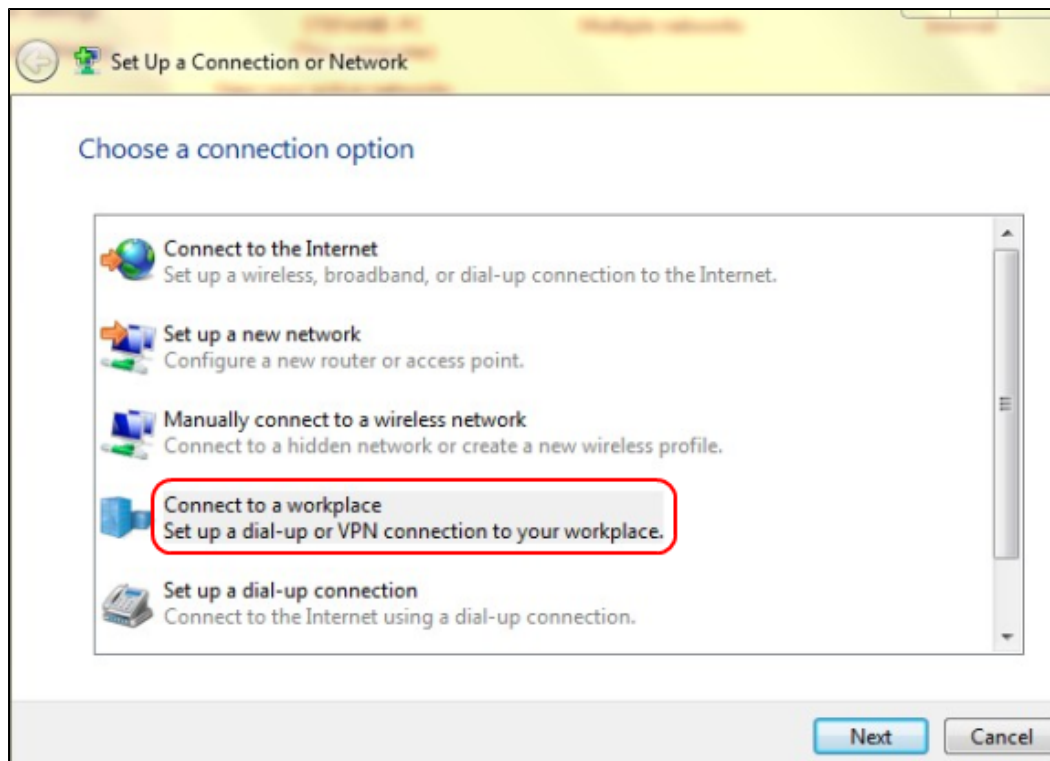 Set Up a Connection or Network
Choose a connection option
Connect to the Internet
Set up a wireless, broadband, or dial-up connection to the Internet.
Set up a new network
Configure a new router or access point.
Manually connect to a wireless network
Connect to a hidden network or create a new wireless profile.
Connect to a workplace
Set up a dial-up or VPN connection to your workplace.
Set up a dial-up connection
Connect to the Internet using a dial-up connection.
Next
Cancel